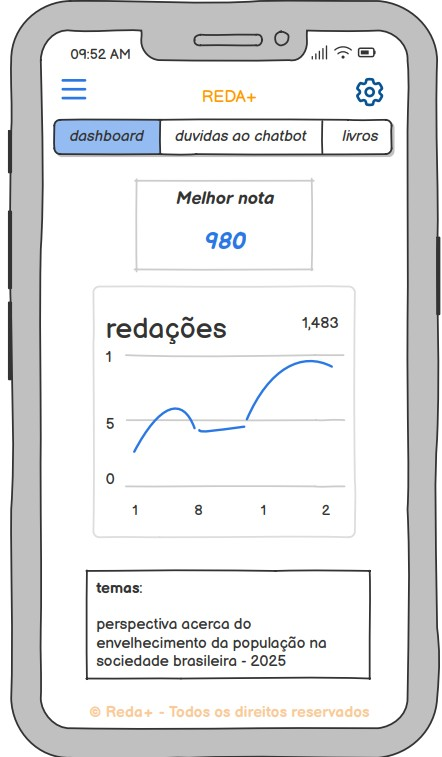 09:52 AM
REDA+
dashboard duvidas ao chatbot livros
Melhor nota
980
redações 1,483
1
5
0
1 8 1 2
temas:
perspectiva acerca do
envelhecimento da população na
sociedade brasileira - 2025
© Reda+ - Todos os direitos reservados